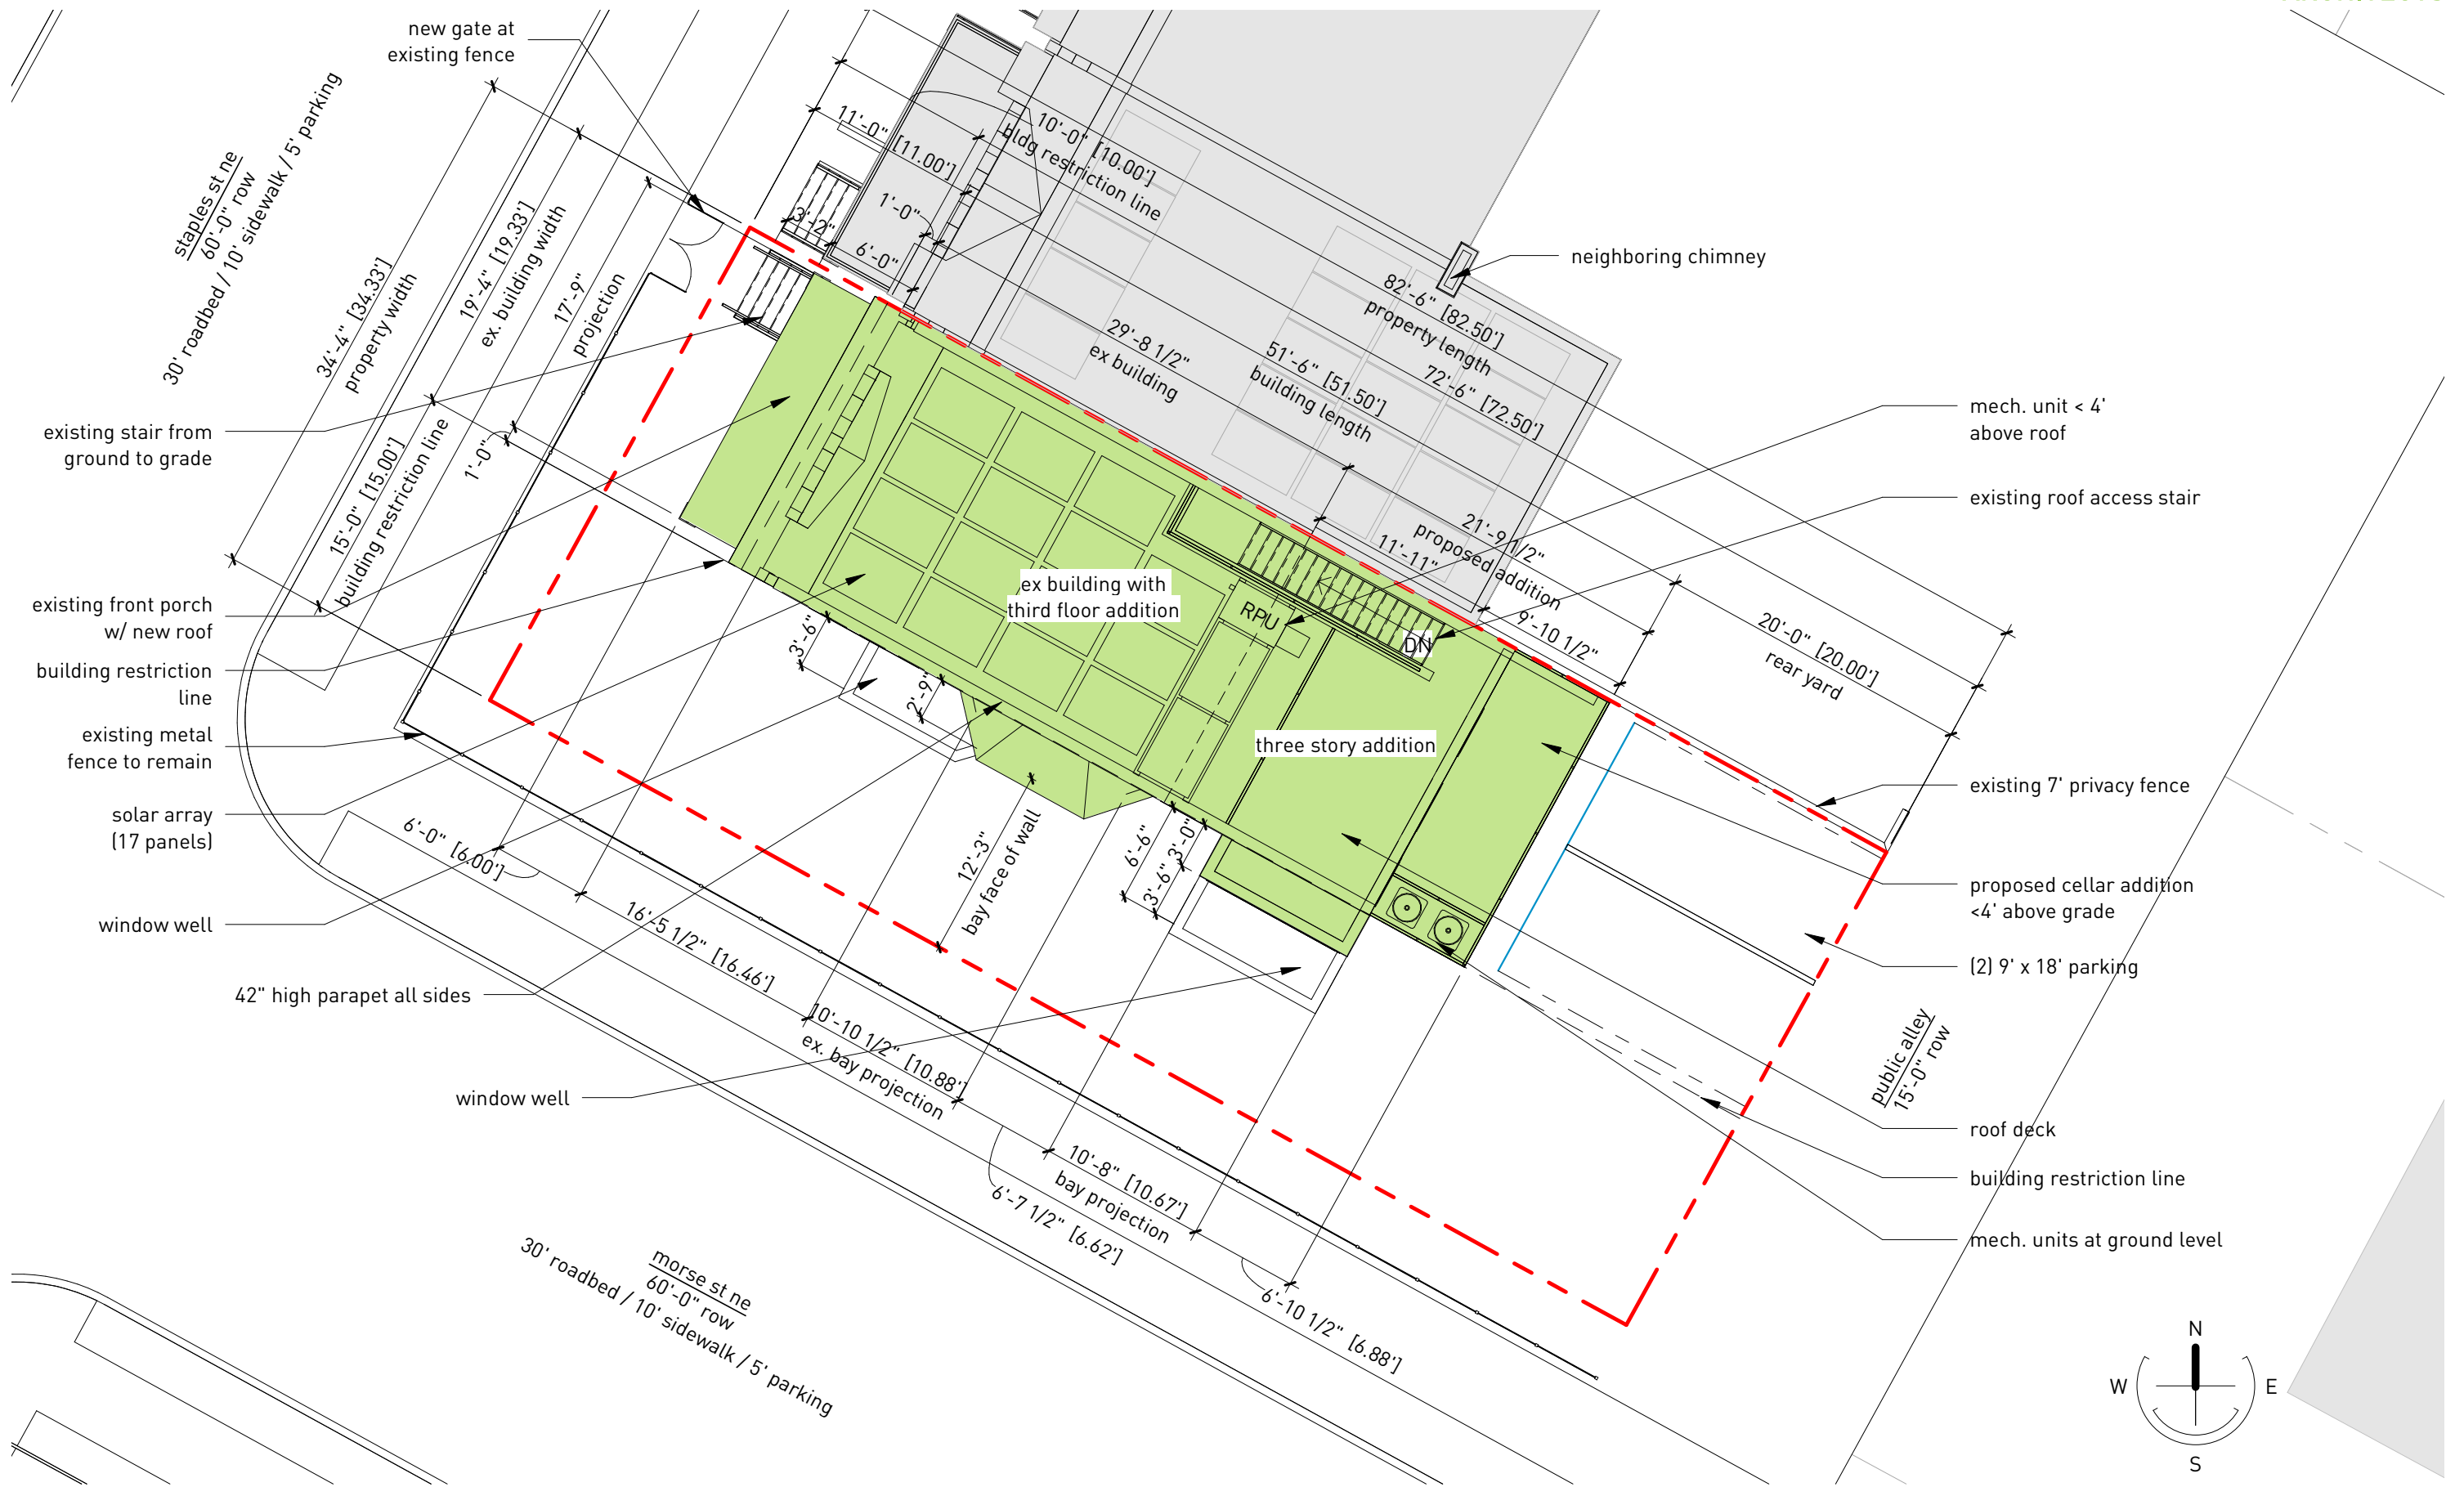 new gate at
existing fence
staples st ne
60'-0" row
30' roadbed / 10' sidewalk / 5' parking
34'-4" [34.33']
property width
19'-4" [19.33']
ex. building width
17'-9"
projection
15'-0" [15.00']
building restriction line
1'-0"
11'-0" [11.00']
10'-0" [10.00']
bldg restriction line
1'-0"
3'-2"
6'-0"
neighboring chimney
82'-6" [82.50']
property length
72'-6" [72.50']
51'-6" [51.50']
building length
29'-8 1/2"
ex building
21'-9 1/2"
proposed addition
11'-11"
9'-10 1/2"
20'-0" [20.00']
rear yard
existing stair from
ground to grade
existing front porch
w/ new roof
building restriction
line
existing metal
fence to remain
solar array
(17 panels)
window well
42" high parapet all sides
window well
ex building with
third floor addition
RPU
DN
three story addition
3'-6"
2'-9"
12'-3"
bay face of wall
6'-6"
3'-0"
3'-6"
6'-0" [6.00']
16'-5 1/2" [16.46']
10'-10 1/2" [10.88']
ex. bay projection
10'-8" [10.67']
bay projection
6'-7 1/2" [6.62']
6'-10 1/2" [6.88']
mech. unit < 4'
above roof
existing roof access stair
existing 7' privacy fence
proposed cellar addition
<4' above grade
(2) 9' x 18' parking
public alley
15'-0" row
roof deck
building restriction line
mech. units at ground level
morse st ne
60'-0" row
30' roadbed / 10' sidewalk / 5' parking
N
W
E
S